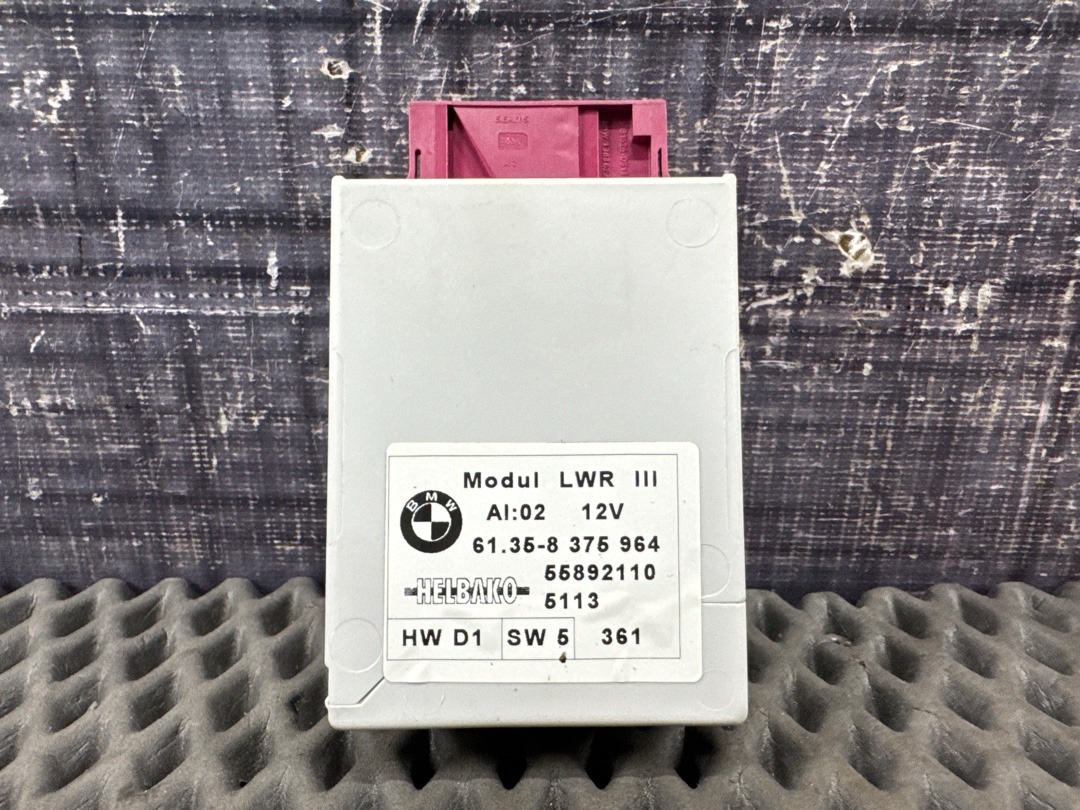 Modul LWR III
BMW
AI:02 12V
61.35-8 375 964
55892110
HELBAKO
5113
HW D1 SW 5 361